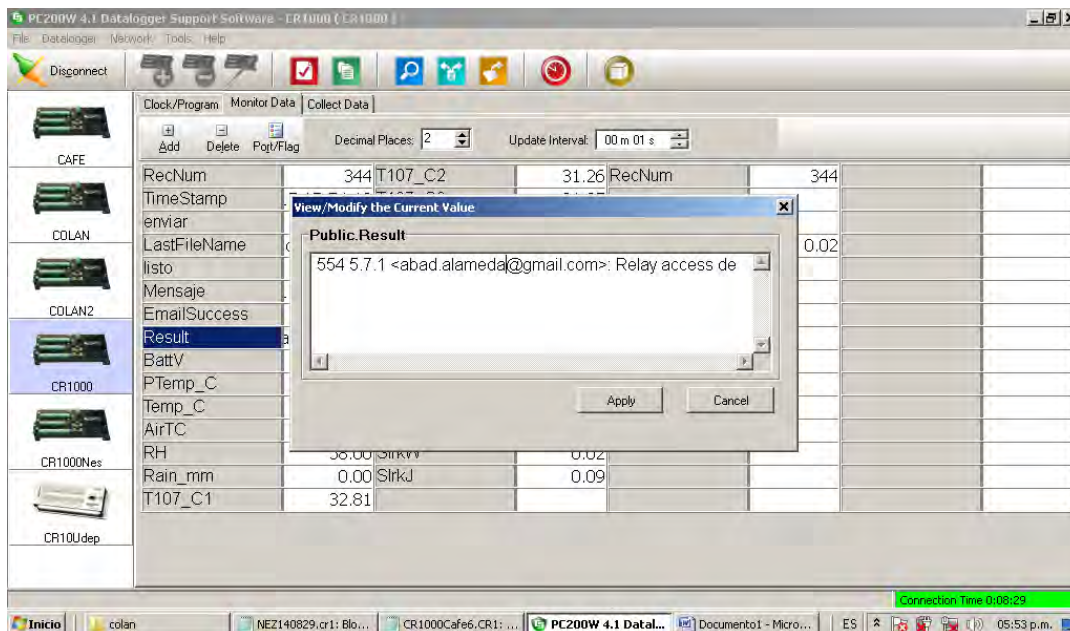 PC200W 4.1 Datalogger Support Software - CR1000 ( CR1000 )
File Datalogger Network Tools Help
Disconnect
Clock/Program Monitor Data Collect Data
Add Delete Port/Flag Decimal Places: 2 Update Interval: 00 m 01 s
CAFE
COLAN
COLAN2
CR1000
CR1000Nes
CR10Udep
RecNum 344 T107_C2 31.26 RecNum 344
TimeStamp
enviar
LastFileName 0.02
listo
Mensaje
EmailSuccess
Result
BattV
PTemp_C
Temp_C
AirTC
RH 38.00 SlrkW 0.02
Rain_mm 0.00 SlrkJ 0.09
T107_C1 32.81
View/Modify the Current Value
Public.Result
554 5.7.1 <abad.alameda@gmail.com>: Relay access de
Apply Cancel
Connection Time 0:08:29
Inicio colan NEZ140829.cr1: Blo... CR1000Cafe6.CR1: ... PC200W 4.1 Datal... Documento1 - Micro... ES 05:53 p.m.